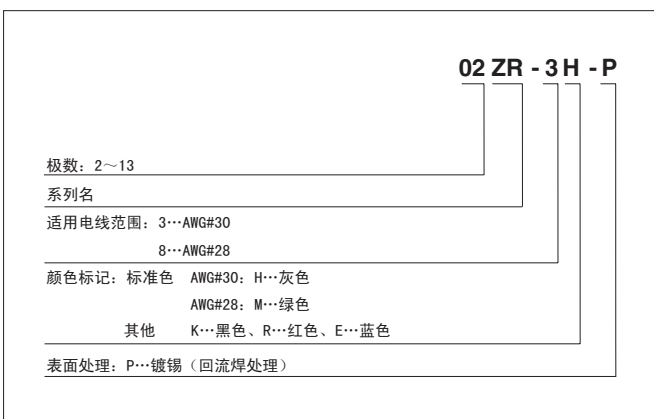 02 ZR - 3 H - P
极数：2～13
系列名
适用电线范围：3…AWG#30
8…AWG#28
颜色标记：标准色 AWG#30：H…灰色
AWG#28：M…绿色
其他 K…黑色、R…红色、E…蓝色
表面处理：P…镀锡（回流焊处理）